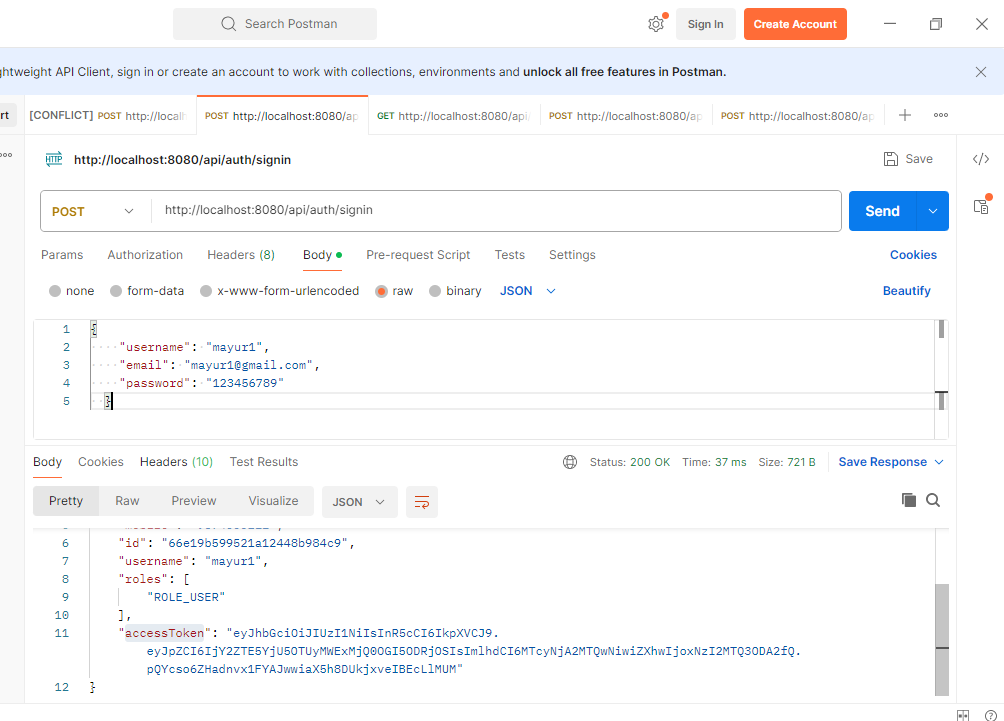 Search Postman
Sign In
Create Account
ghtweight API Client, sign in or create an account to work with collections, environments and unlock all free features in Postman.
rt
[CONFLICT] POST http://localh
POST http://localhost:8080/ap
GET http://localhost:8080/api
POST http://localhost:8080/ap
POST http://localhost:8080/ap
HTTP
http://localhost:8080/api/auth/signin
Save
POST
http://localhost:8080/api/auth/signin
Send
Params
Authorization
Headers (8)
Body
Pre-request Script
Tests
Settings
Cookies
none
form-data
x-www-form-urlencoded
raw
binary
JSON
Beautify
1 {
2 "username": "mayur1",
3 "email": "mayur1@gmail.com",
4 "password": "123456789"
5 }
Body
Cookies
Headers (10)
Test Results
Status: 200 OK
Time: 37 ms
Size: 721 B
Save Response
Pretty
Raw
Preview
Visualize
JSON
6 "id": "66e19b599521a12448b984c9",
7 "username": "mayur1",
8 "roles": [
9 "ROLE_USER"
10 ],
11 "accessToken": "eyJhbGciOiJIUzI1NiIsInR5cCI6IkpXVCJ9.
eyJpZCI6IjY2ZTE5YjU5OTUyMWExMjQ0OGI5ODRjOSIsImlhdCI6MTcyNjA2MTQwNiwiZXhwIjoxNzI2MTQ3ODA2fQ.
pQYcso6ZHadnvx1FYAJwwiaX5h8DUkjxveIBEcLlMUM"
12 }